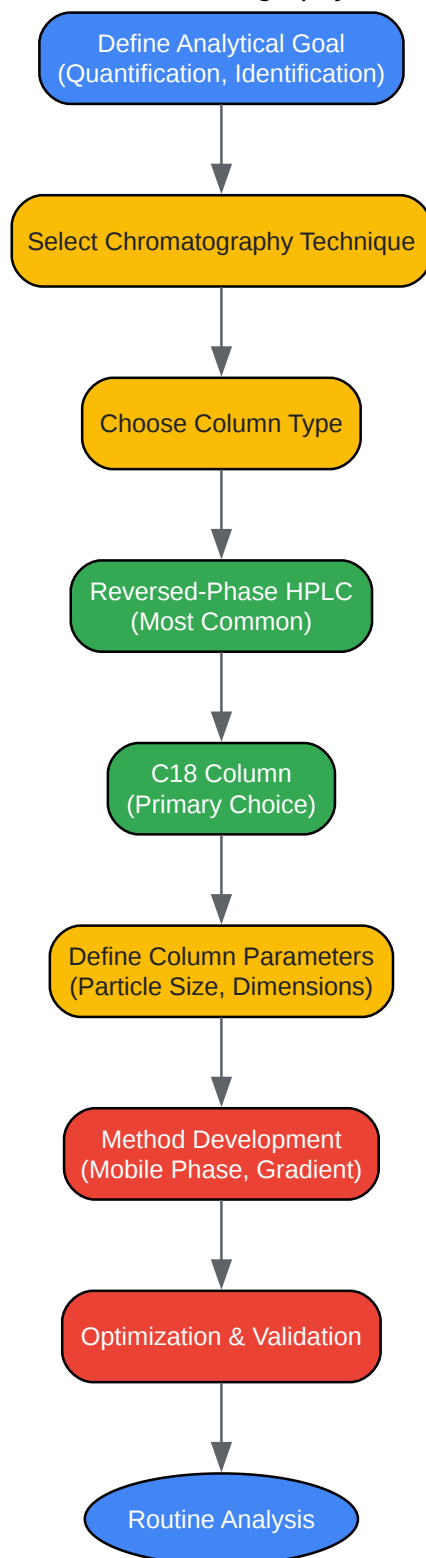 Define Analytical Goal
(Quantification, Identification)
Select Chromatography Technique
Choose Column Type
Reversed-Phase HPLC
(Most Common)
C18 Column
(Primary Choice)
Define Column Parameters
(Particle Size, Dimensions)
Method Development
(Mobile Phase, Gradient)
Optimization & Validation
Routine Analysis